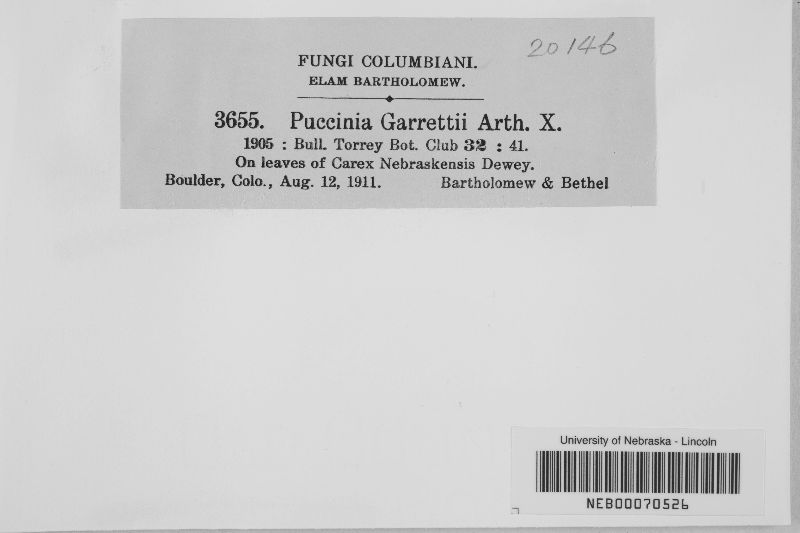 20146
FUNGI COLUMBIANI.
ELAM BARTHOLOMEW.
3655. Puccinia Garrettii Arth. X.
1905 : Bull. Torrey Bot. Club 32 : 41.
On leaves of Carex Nebraskensis Dewey.
Boulder, Colo., Aug. 12, 1911. Bartholomew & Bethel
University of Nebraska - Lincoln
NEB00070526